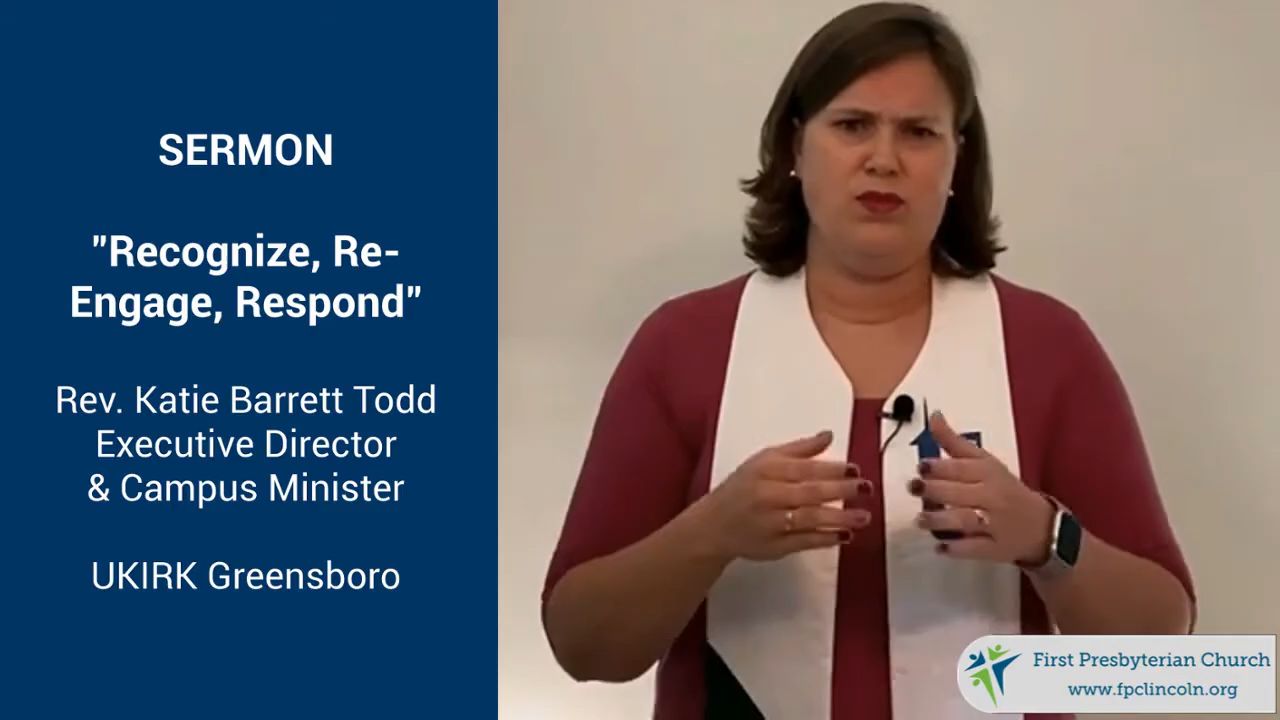 SERMON
"Recognize, Re-
Engage, Respond"
Rev. Katie Barrett Todd
Executive Director
& Campus Minister
UKIRK Greensboro
First Presbyterian Church
www.fpclincoln.org